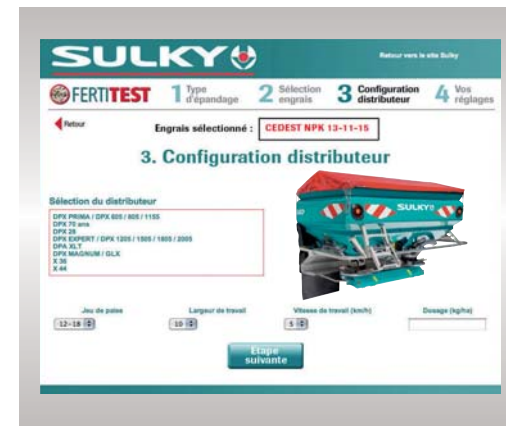 SULKY
Retour vers le site Sulky
FERTITEST
1 Type d'épandage
2 Sélection engrais
3 Configuration distributeur
4 Vos réglages
Retour
Engrais sélectionné : CEDEST NPK 13-11-15
3. Configuration distributeur
Sélection du distributeur
DPX PRIMA / DPX 605 / 805 / 1155
DPX 70 ans
DPX 28
DPX EXPERT / DPX 1205 / 1505 / 1805 / 2005
DPA XLT
DPX MAGNUM / GLX
X 36
X 44
SULKY
Jeu de pales
Largeur de travail
Vitesse de travail (km/h)
Dosage (kg/ha)
12-18
10
5
Etape
suivante